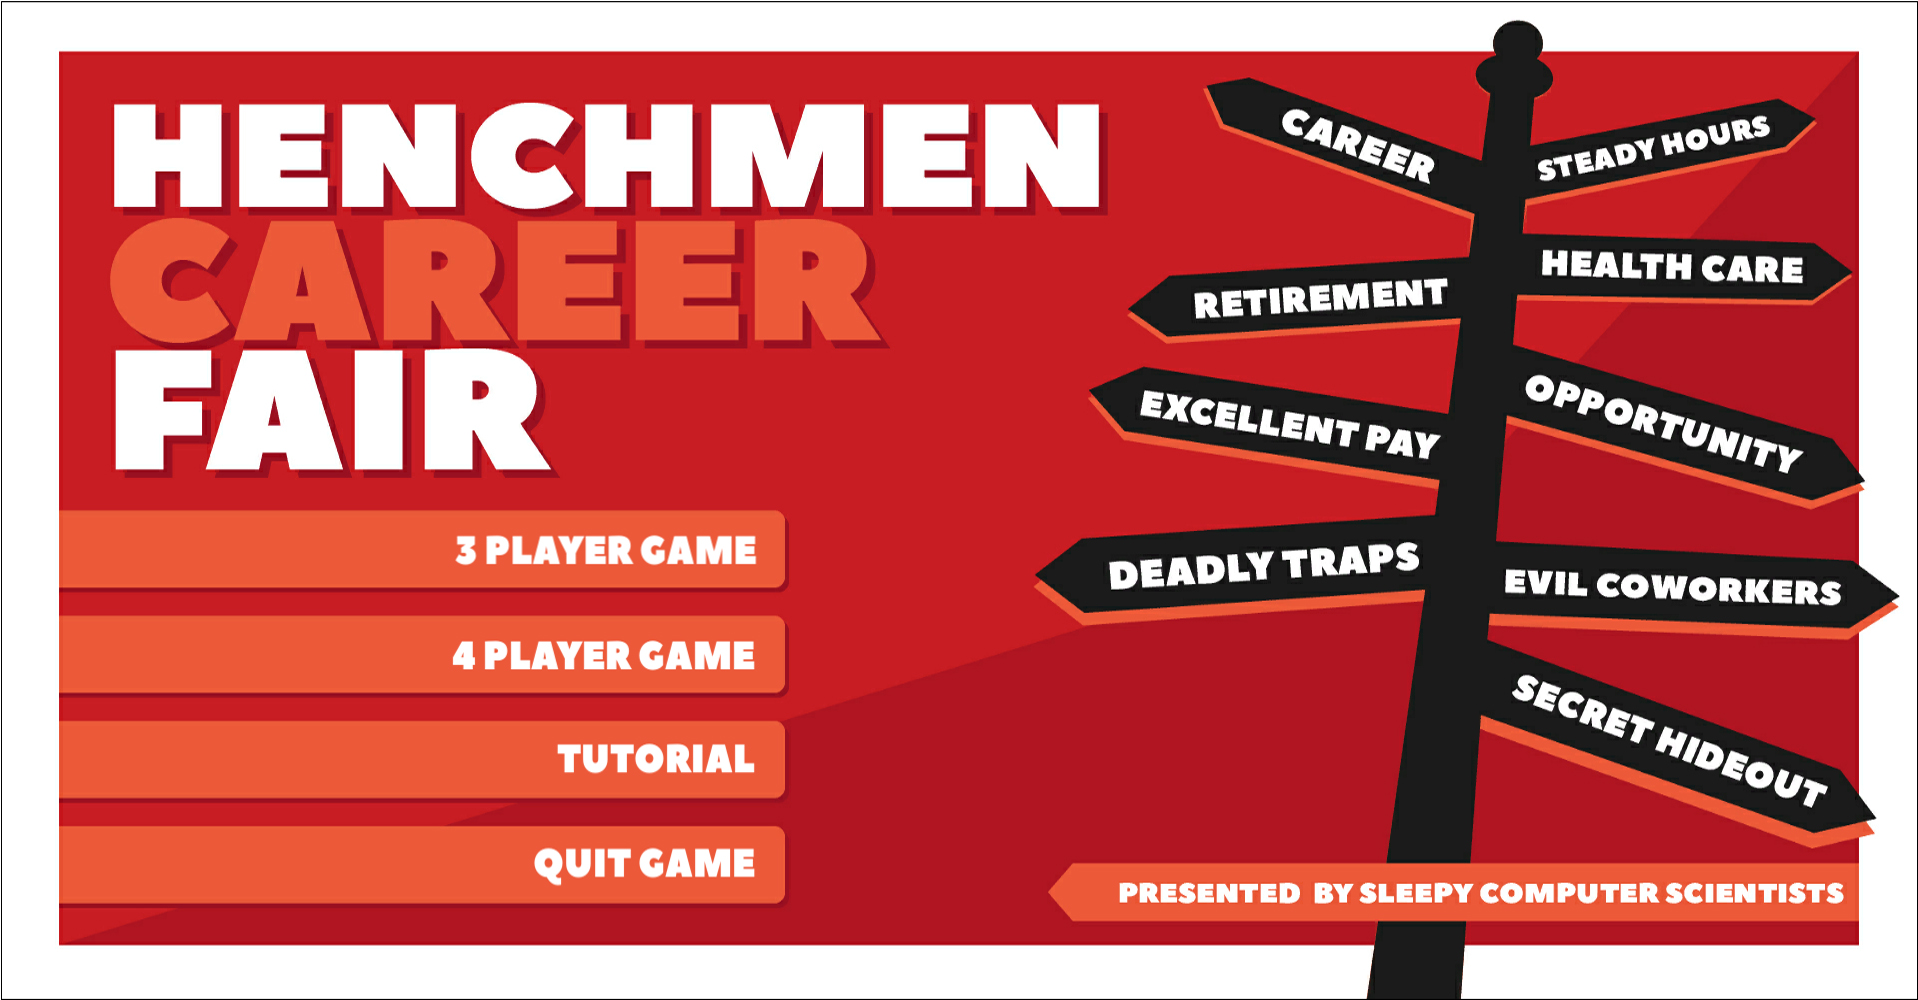 HENCHMEN
CAREER
FAIR
3 PLAYER GAME
4 PLAYER GAME
TUTORIAL
QUIT GAME
CAREER
STEADY HOURS
HEALTH CARE
RETIREMENT
EXCELLENT PAY
OPPORTUNITY
DEADLY TRAPS
EVIL COWORKERS
SECRET HIDEOUT
PRESENTED BY SLEEPY COMPUTER SCIENTISTS